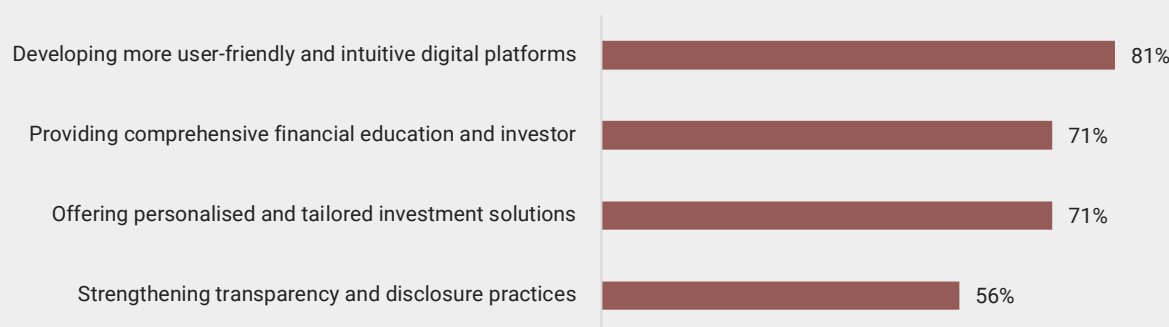 Developing more user-friendly and intuitive digital platforms 81%
Providing comprehensive financial education and investor 71%
Offering personalised and tailored investment solutions 71%
Strengthening transparency and disclosure practices 56%